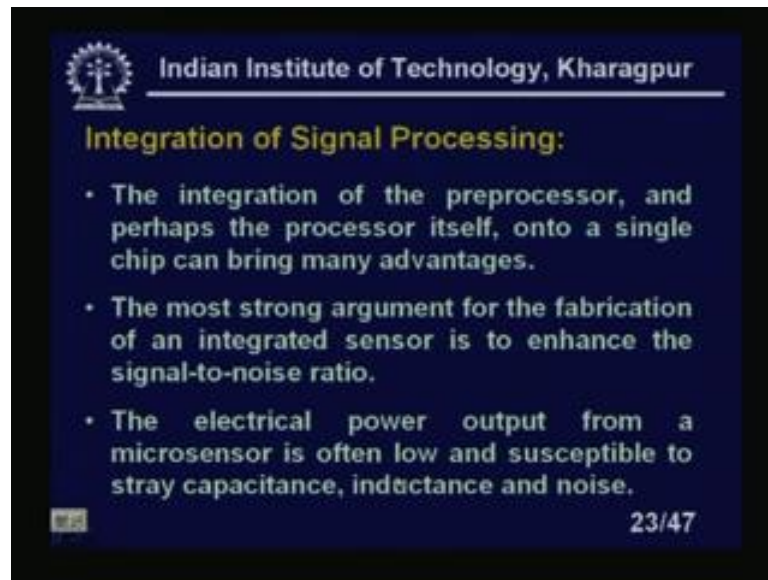 Indian Institute of Technology, Kharagpur
Integration of Signal Processing:
• The integration of the preprocessor, and
perhaps the processor itself, onto a single
chip can bring many advantages.
• The most strong argument for the fabrication
of an integrated sensor is to enhance the
signal-to-noise ratio.
• The electrical power output from a
microsensor is often low and susceptible to
stray capacitance, inductance and noise.
23/47